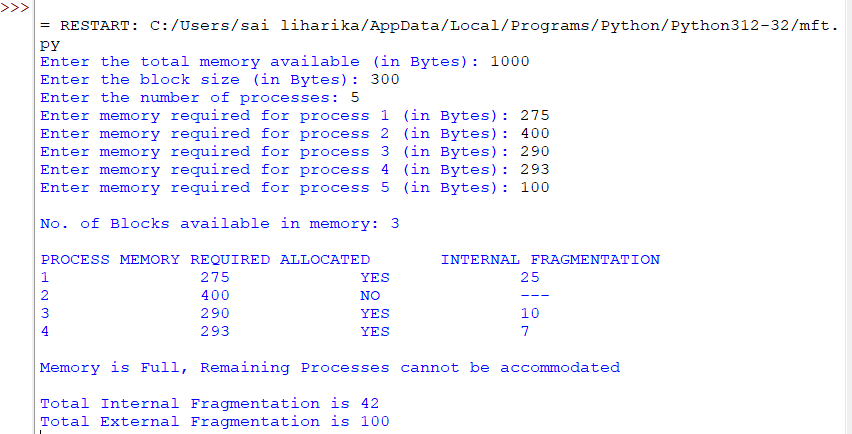 >>>
= RESTART: C:/Users/sai liharika/AppData/Local/Programs/Python/Python312-32/mft.
py
Enter the total memory available (in Bytes): 1000
Enter the block size (in Bytes): 300
Enter the number of processes: 5
Enter memory required for process 1 (in Bytes): 275
Enter memory required for process 2 (in Bytes): 400
Enter memory required for process 3 (in Bytes): 290
Enter memory required for process 4 (in Bytes): 293
Enter memory required for process 5 (in Bytes): 100
No. of Blocks available in memory: 3
PROCESS MEMORY REQUIRED ALLOCATED INTERNAL FRAGMENTATION
1 275 YES 25
2 400 NO ---
3 290 YES 10
4 293 YES 7
Memory is Full, Remaining Processes cannot be accommodated
Total Internal Fragmentation is 42
Total External Fragmentation is 100